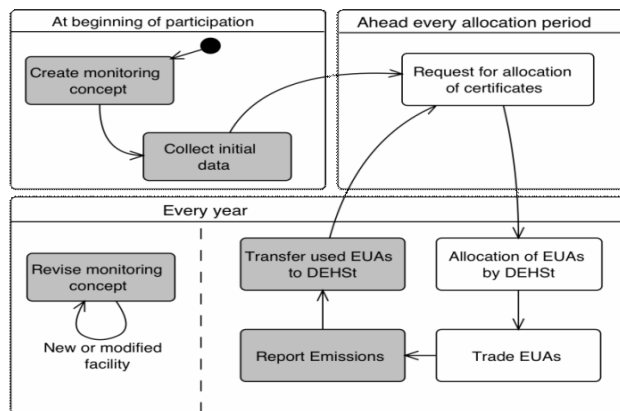 At beginning of participation
Create monitoring
concept
Collect initial
data
Ahead every allocation period
Request for allocation
of certificates
Every year
Revise monitoring
concept
New or modified
facility
Transfer used EUAs
to DEHSt
Allocation of EUAs
by DEHSt
Report Emissions
Trade EUAs